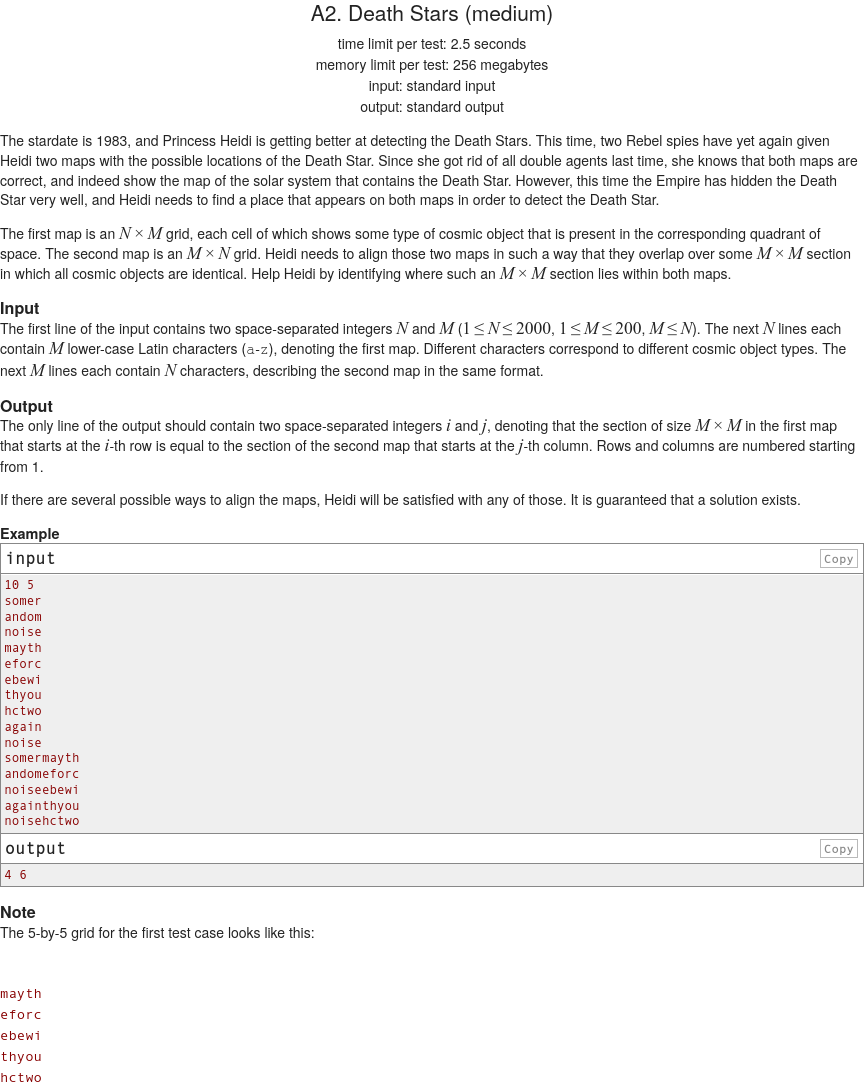 A2. Death Stars (medium)
time limit per test: 2.5 seconds
memory limit per test: 256 megabytes
input: standard input
output: standard output
The stardate is 1983, and Princess Heidi is getting better at detecting the Death Stars. This time, two Rebel spies have yet again given
Heidi two maps with the possible locations of the Death Star. Since she got rid of all double agents last time, she knows that both maps are
correct, and indeed show the map of the solar system that contains the Death Star. However, this time the Empire has hidden the Death
Star very well, and Heidi needs to find a place that appears on both maps in order to detect the Death Star.
The first map is an N × M grid, each cell of which shows some type of cosmic object that is present in the corresponding quadrant of
space. The second map is an M × N grid. Heidi needs to align those two maps in such a way that they overlap over some M × M section
in which all cosmic objects are identical. Help Heidi by identifying where such an M × M section lies within both maps.
Input
The first line of the input contains two space-separated integers N and M (1 ≤ N ≤ 2000, 1 ≤ M ≤ 200, M ≤ N). The next N lines each
contain M lower-case Latin characters (a-z), denoting the first map. Different characters correspond to different cosmic object types. The
next M lines each contain N characters, describing the second map in the same format.
Output
The only line of the output should contain two space-separated integers i and j, denoting that the section of size M × M in the first map
that starts at the i-th row is equal to the section of the second map that starts at the j-th column. Rows and columns are numbered starting
from 1.
If there are several possible ways to align the maps, Heidi will be satisfied with any of those. It is guaranteed that a solution exists.
Example
input
Copy
10 5
somer
andom
noise
mayth
eforc
ebewi
thyou
hctwo
again
noise
somermayth
andomeforc
noiseebewi
againthyou
noisehctwo
output
Copy
4 6
Note
The 5-by-5 grid for the first test case looks like this:
mayth
eforc
ebewi
thyou
hctwo